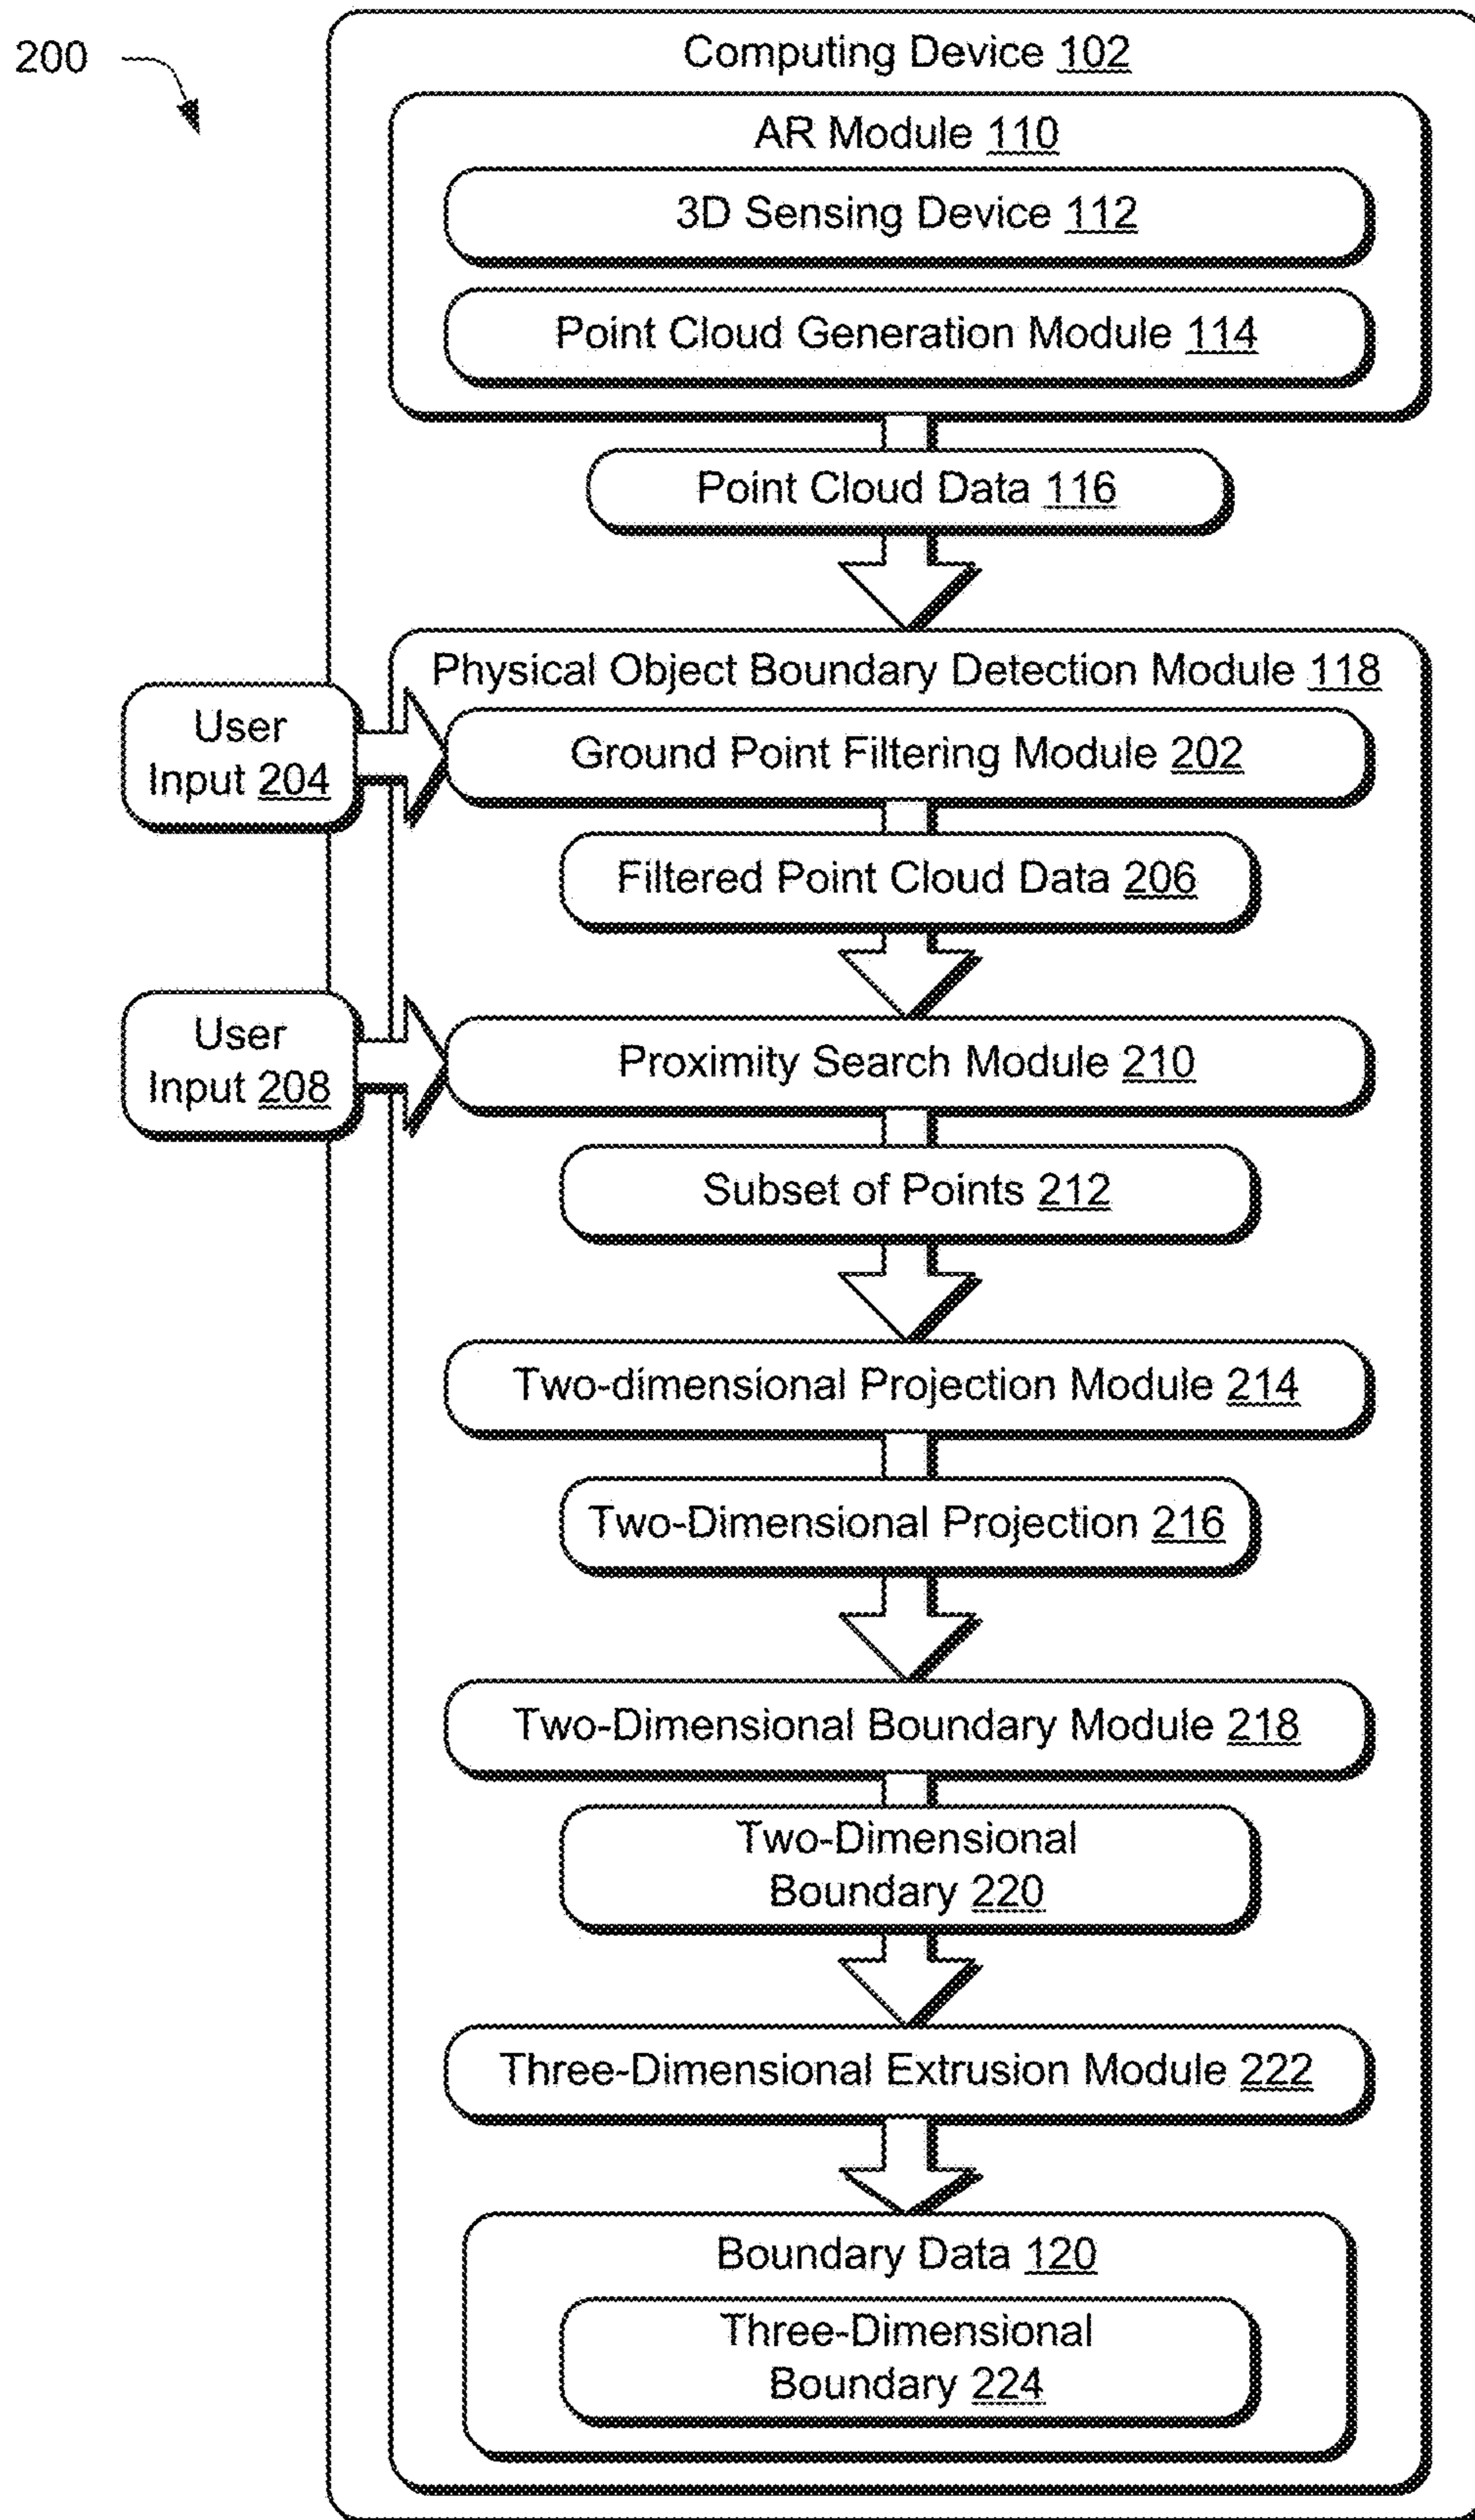 200
Computing Device 102
AR Module 110
3D Sensing Device 112
Point Cloud Generation Module 114
Point Cloud Data 116
Physical Object Boundary Detection Module 118
User
Input 204
Ground Point Filtering Module 202
Filtered Point Cloud Data 206
User
Input 208
Proximity Search Module 210
Subset of Points 212
Two-dimensional Projection Module 214
Two-Dimensional Projection 216
Two-Dimensional Boundary Module 218
Two-Dimensional
Boundary 220
Three-Dimensional Extrusion Module 222
Boundary Data 120
Three-Dimensional
Boundary 224